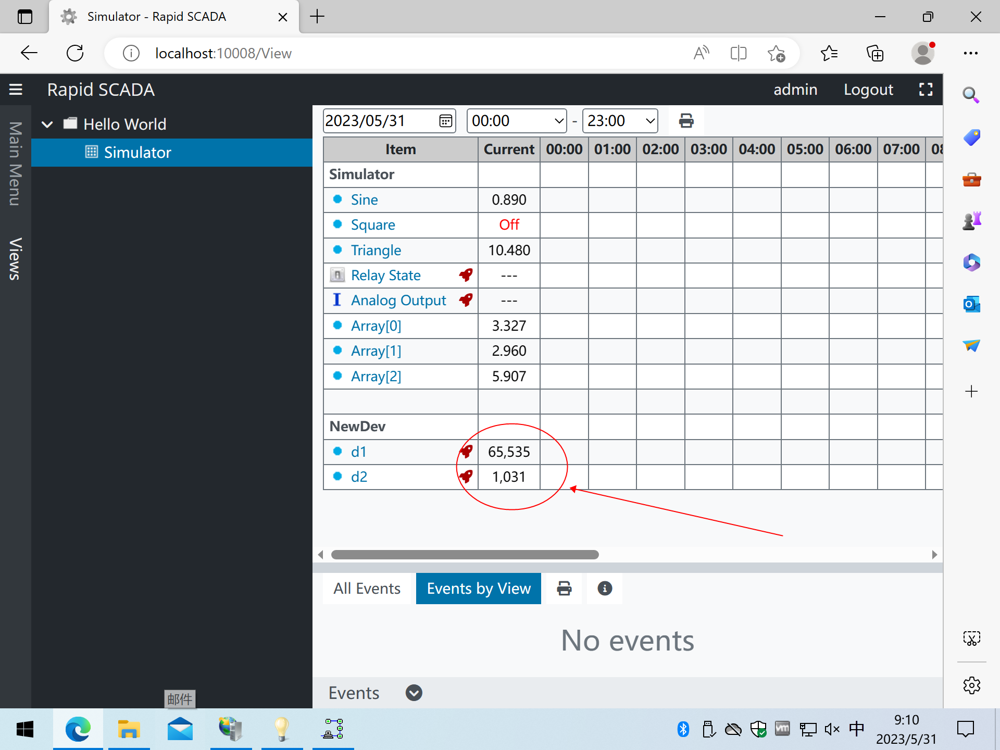 Simulator - Rapid SCADA
localhost:10008/View
Rapid SCADA
admin
Logout
Main Menu
Views
Hello World
Simulator
2023/05/31
00:00
-
23:00
Item Current 00:00 01:00 02:00 03:00 04:00 05:00 06:00 07:00
Simulator
Sine 0.890
Square Off
Triangle 10.480
Relay State ---
Analog Output ---
Array[0] 3.327
Array[1] 2.960
Array[2] 5.907
NewDev
d1 65,535
d2 1,031
All Events
Events by View
No events
Events
邮件
中
9:10
2023/5/31